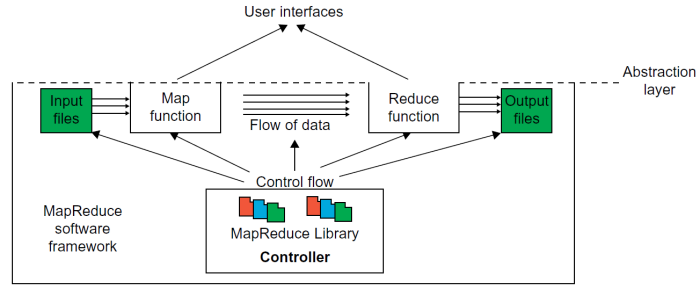 User interfaces
Abstraction
layer
Input
files
Map
function
Flow of data
Reduce
function
Output
files
Control flow
MapReduce
software
framework
MapReduce Library
Controller